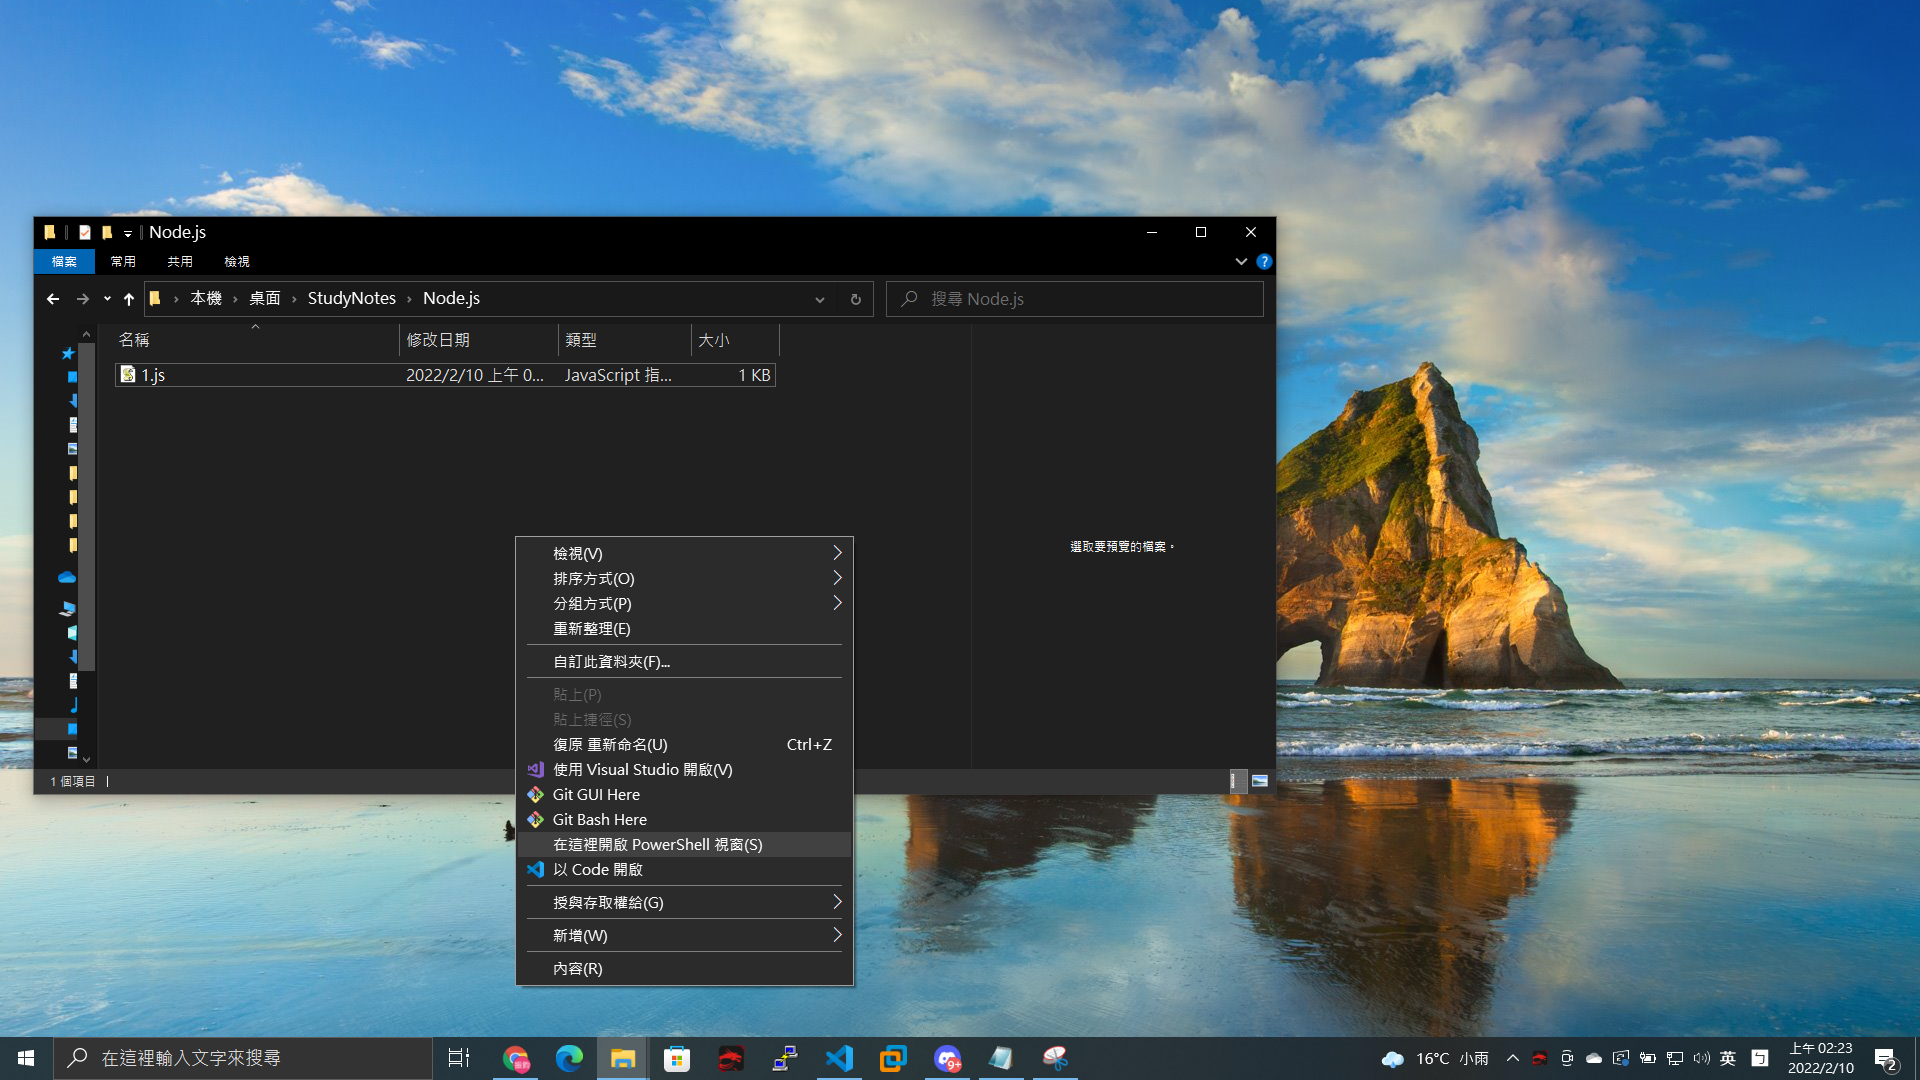 Node.js
檔案 常用 共用 檢視
本機 桌面 StudyNotes Node.js 搜尋 Node.js
名稱 修改日期 類型 大小
1.js 2022/2/10 上午 0... JavaScript 指... 1 KB
選取要預覽的檔案。
檢視(V)
排序方式(O)
分組方式(P)
重新整理(E)
自訂此資料夾(F)...
貼上(P)
貼上捷徑(S)
復原 重新命名(U) Ctrl+Z
使用 Visual Studio 開啟(V)
Git GUI Here
Git Bash Here
在這裡開啟 PowerShell 視窗(S)
以 Code 開啟
授與存取權給(G)
新增(W)
內容(R)
1 個項目
在這裡輸入文字來搜尋
9+
16°C 小雨
英
ㄅ
上午 02:23
2022/2/10
2